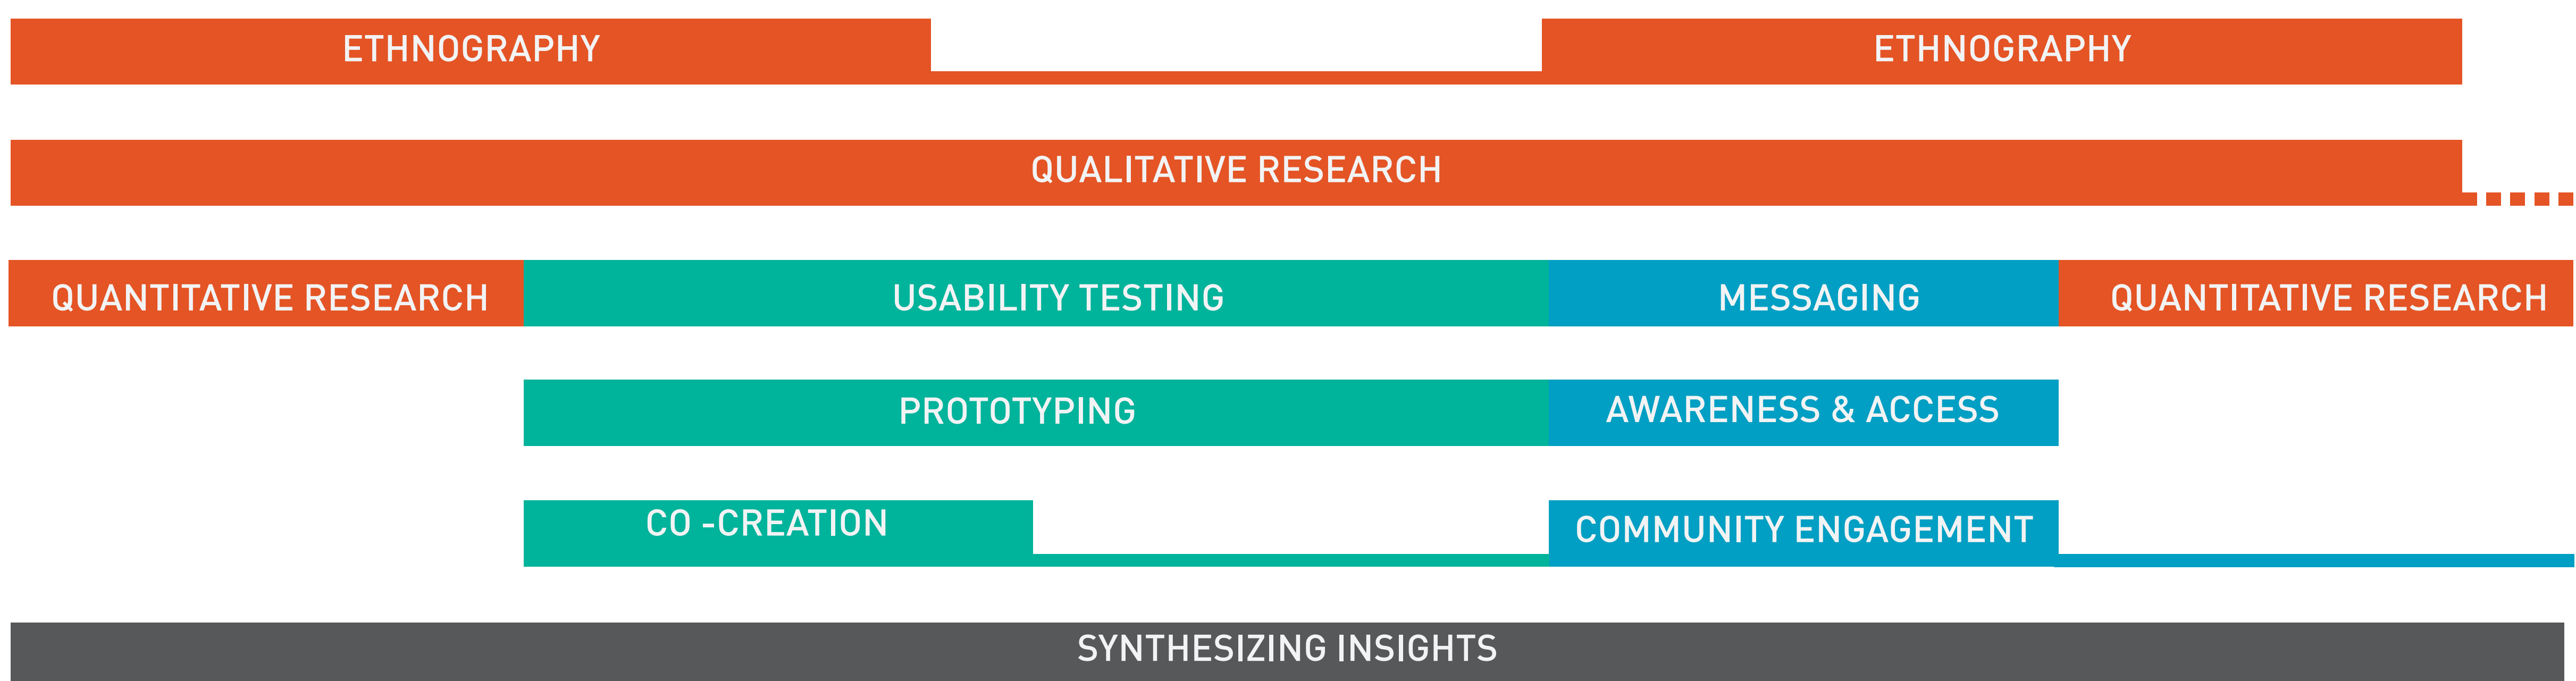 ETHNOGRAPHY
ETHNOGRAPHY
QUALITATIVE RESEARCH
QUANTITATIVE RESEARCH
USABILITY TESTING
MESSAGING
QUANTITATIVE RESEARCH
PROTOTYPING
AWARENESS & ACCESS
CO -CREATION
COMMUNITY ENGAGEMENT
SYNTHESIZING INSIGHTS